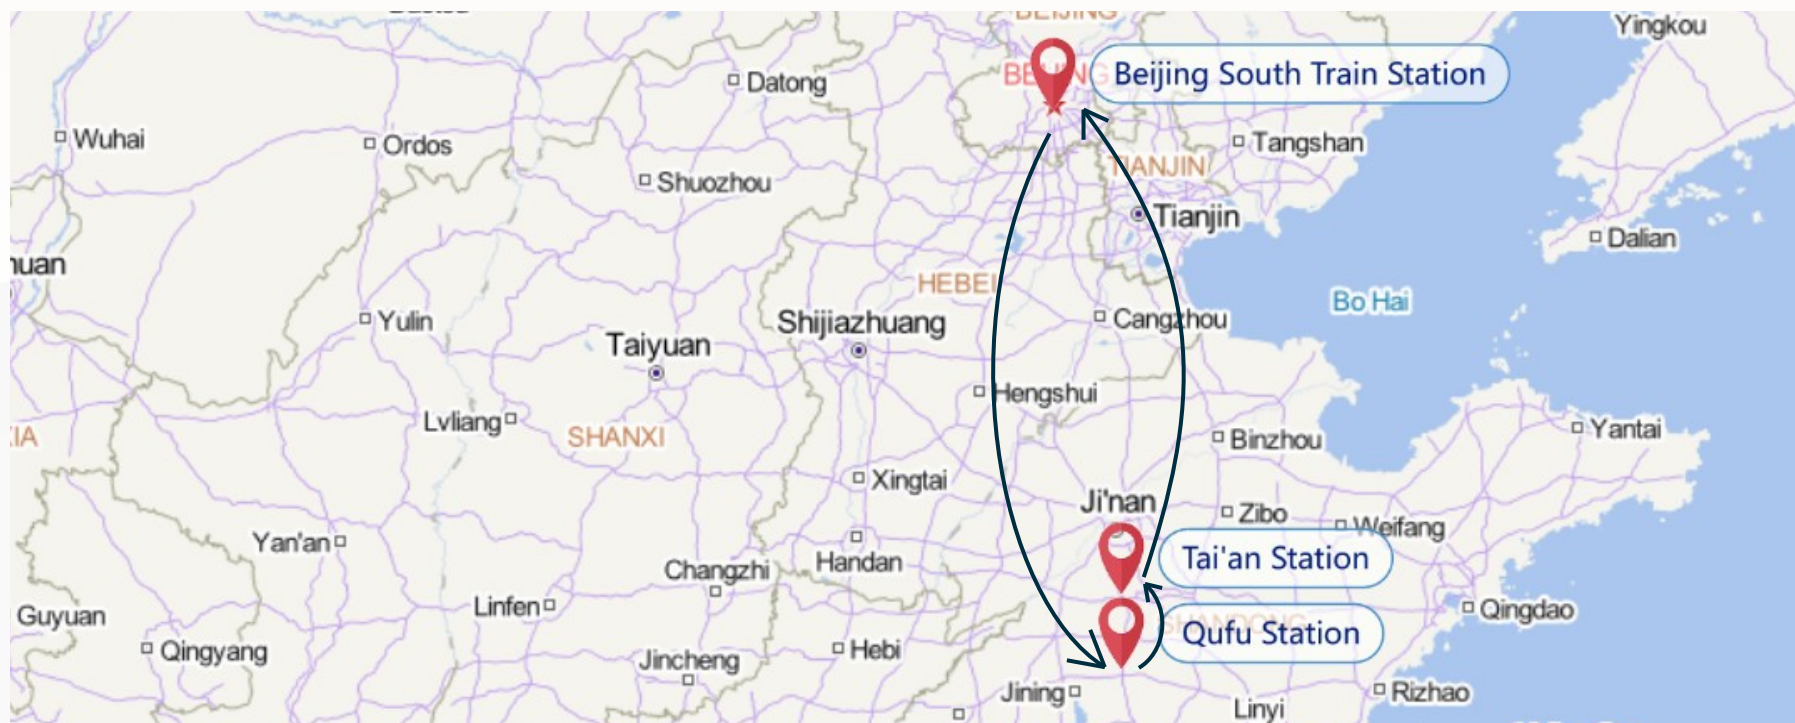 BEIJING
Yingkou
Datong
Beijing South Train Station
Wuhai
Ordos
Tangshan
TIANJIN
Shuozhou
Tianjin
Dalian
HEBEI
Bo Hai
Yulin
Shijiazhuang
Cangzhou
Taiyuan
Hengshui
Lvliang
SHANXI
Binzhou
Yantai
Xingtai
Ji'nan
Zibo
Weifang
Yan'an
Handan
Tai'an Station
Changzhi
Linfen
Guyuan
SHANDONG
Qufu Station
Qingdao
Qingyang
Jincheng
Hebi
Jining
Rizhao
Linyi